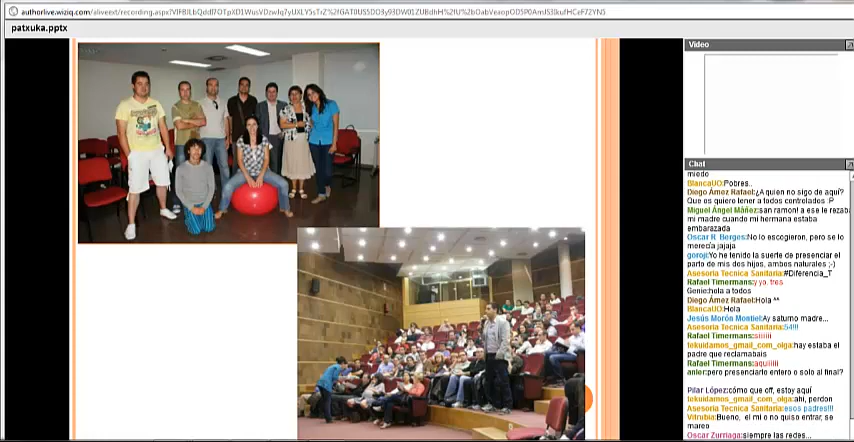 authorlive.wiziq.com/aliveext/recording.aspx?
patxuka.pptx
Video
Chat
miedo
BlancaUO:Pobres..
Diego Ámez Rafael:¿A quien no sigo de aquí?
Que os quiero tener a todos controlados :P
Miguel Ángel Máñez:san ramon! a ese le rezaba
mi madre cuando mi hermana estaba
embarazada
Oscar R. Berges:No lo escogieron, pero se lo
merecía jajaja
goroji:Yo he tenido la suerte de presenciar el
parto de mis dos hijos, ambos naturales ;-)
Asesoria Tecnica Sanitaria:#Diferencia_T
Rafael Timermans:y yo. tres
Genie:hola a todos
Diego Ámez Rafael:Hola ^^
BlancaUO:Hola
Jesús Morón Montiel:Ay saturno madre...
Asesoria Tecnica Sanitaria:54!!!
Rafael Timermans:siiiiii
tekuidamos_gmail_com_olga:hay estaba el
padre que reclamabais
Rafael Timermans:aquiiiiii
anler:pero presenciarlo entero o solo al final?
Pilar López:cómo que off, estoy aquí
tekuidamos_gmail_com_olga:ahi, perdon
Asesoria Tecnica Sanitaria:esos padres!!!
Vitrubia:Bueno, el mio no quiso entrar, se
mareo
Oscar Zurriaga:siempre las redes...